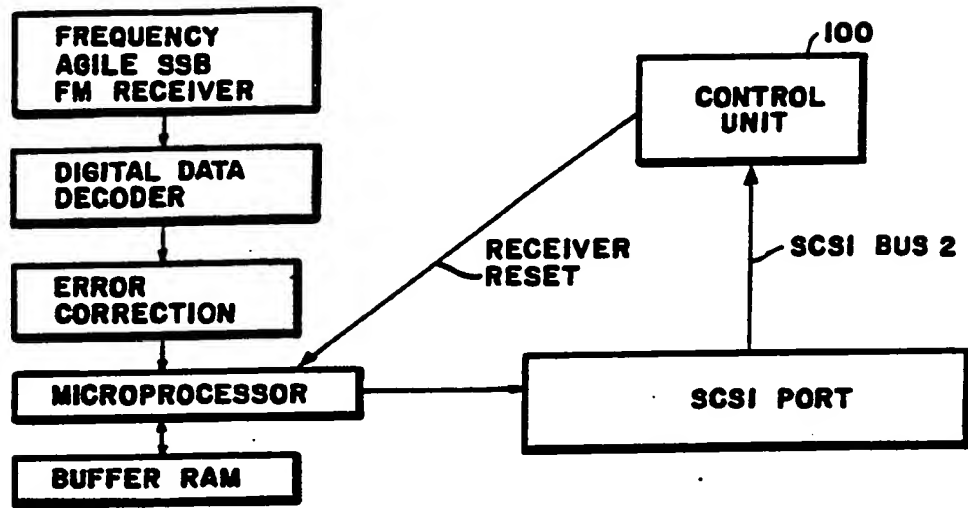 FREQUENCY
AGILE SSB
FM RECEIVER
100
CONTROL
UNIT
DIGITAL DATA
DECODER
RECEIVER
RESET
SCSI BUS 2
ERROR
CORRECTION
MICROPROCESSOR
SCSI PORT
BUFFER RAM